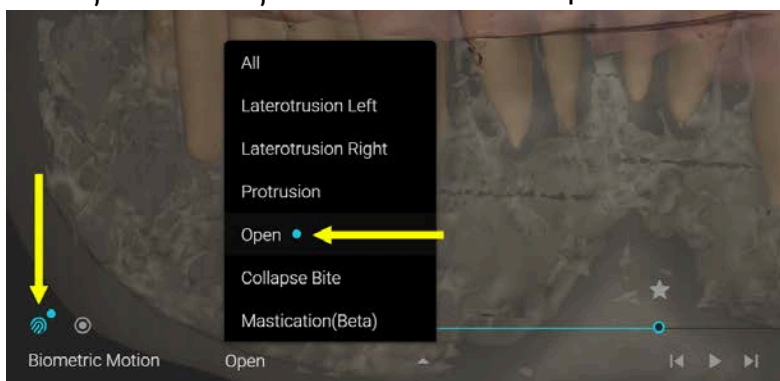 All
Laterotrusion Left
Laterotrusion Right
Protrusion
Open
Collapse Bite
Mastication(Beta)
Biometric Motion
Open